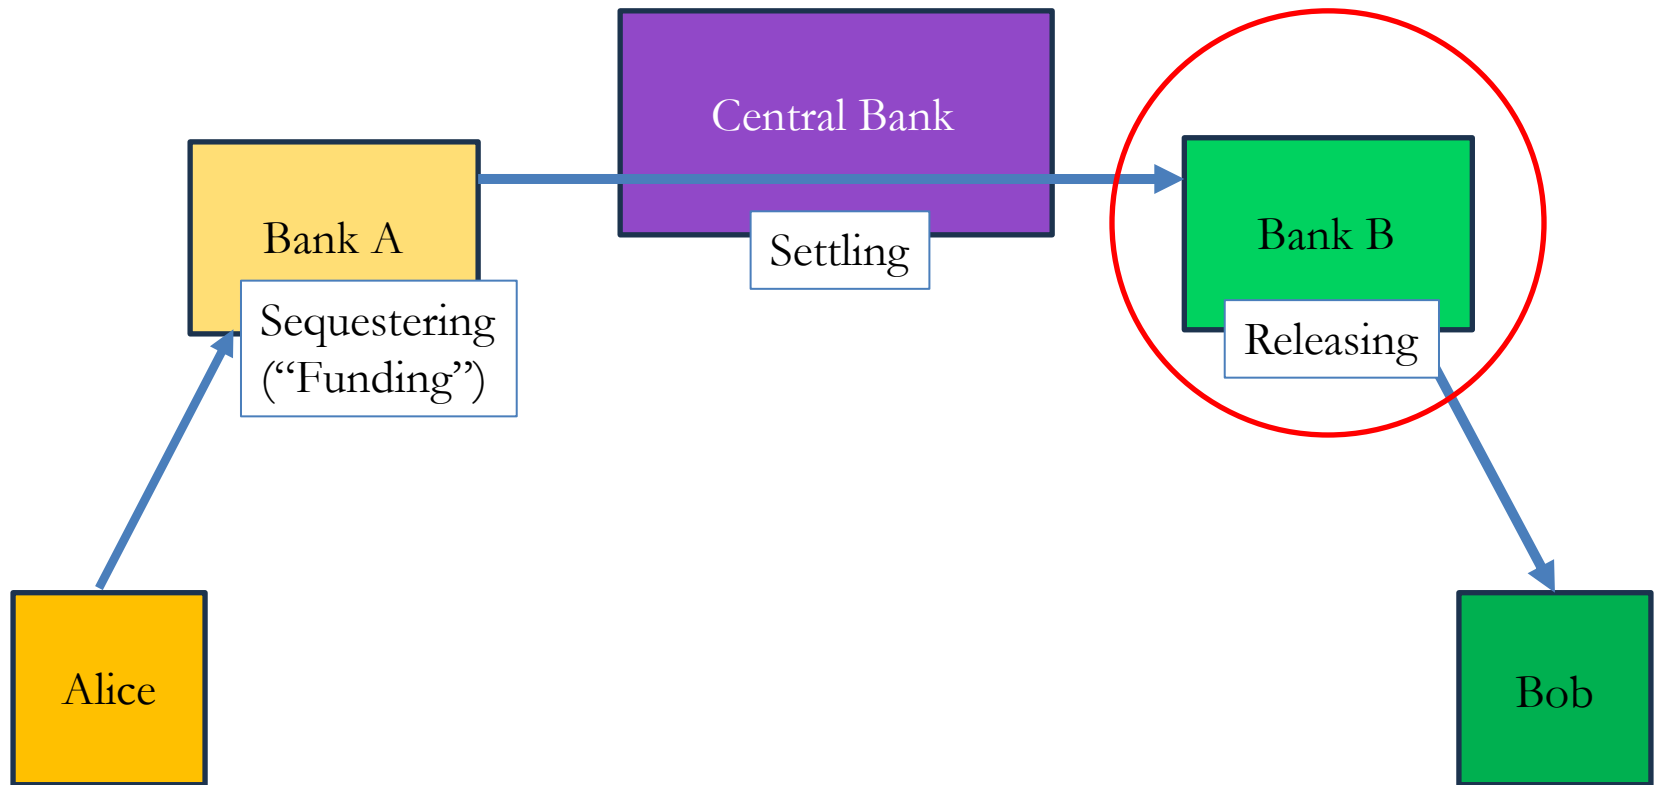 Central Bank
Bank A
Bank B
Settling
Sequestering
(“Funding”)
Releasing
Alice
Bob